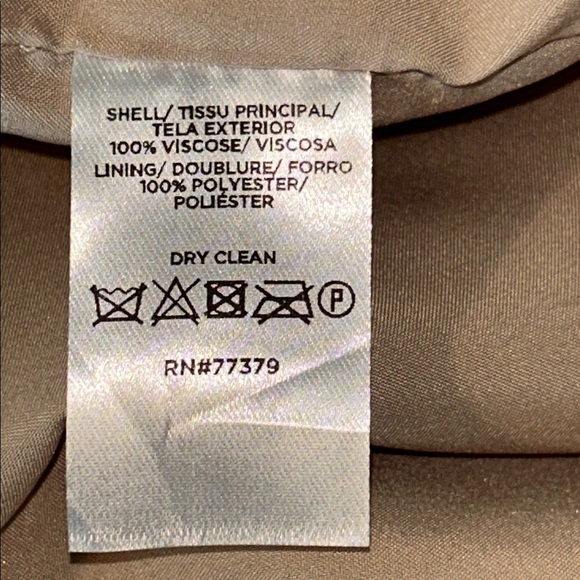 SHELL/ TISSU PRINCIPAL/
TELA EXTERIOR
100% VISCOSE/ VISCOSA
LINING/ DOUBLURE/ FORRO
100% POLYESTER/
POLIÉSTER
DRY CLEAN
P
RN#77379